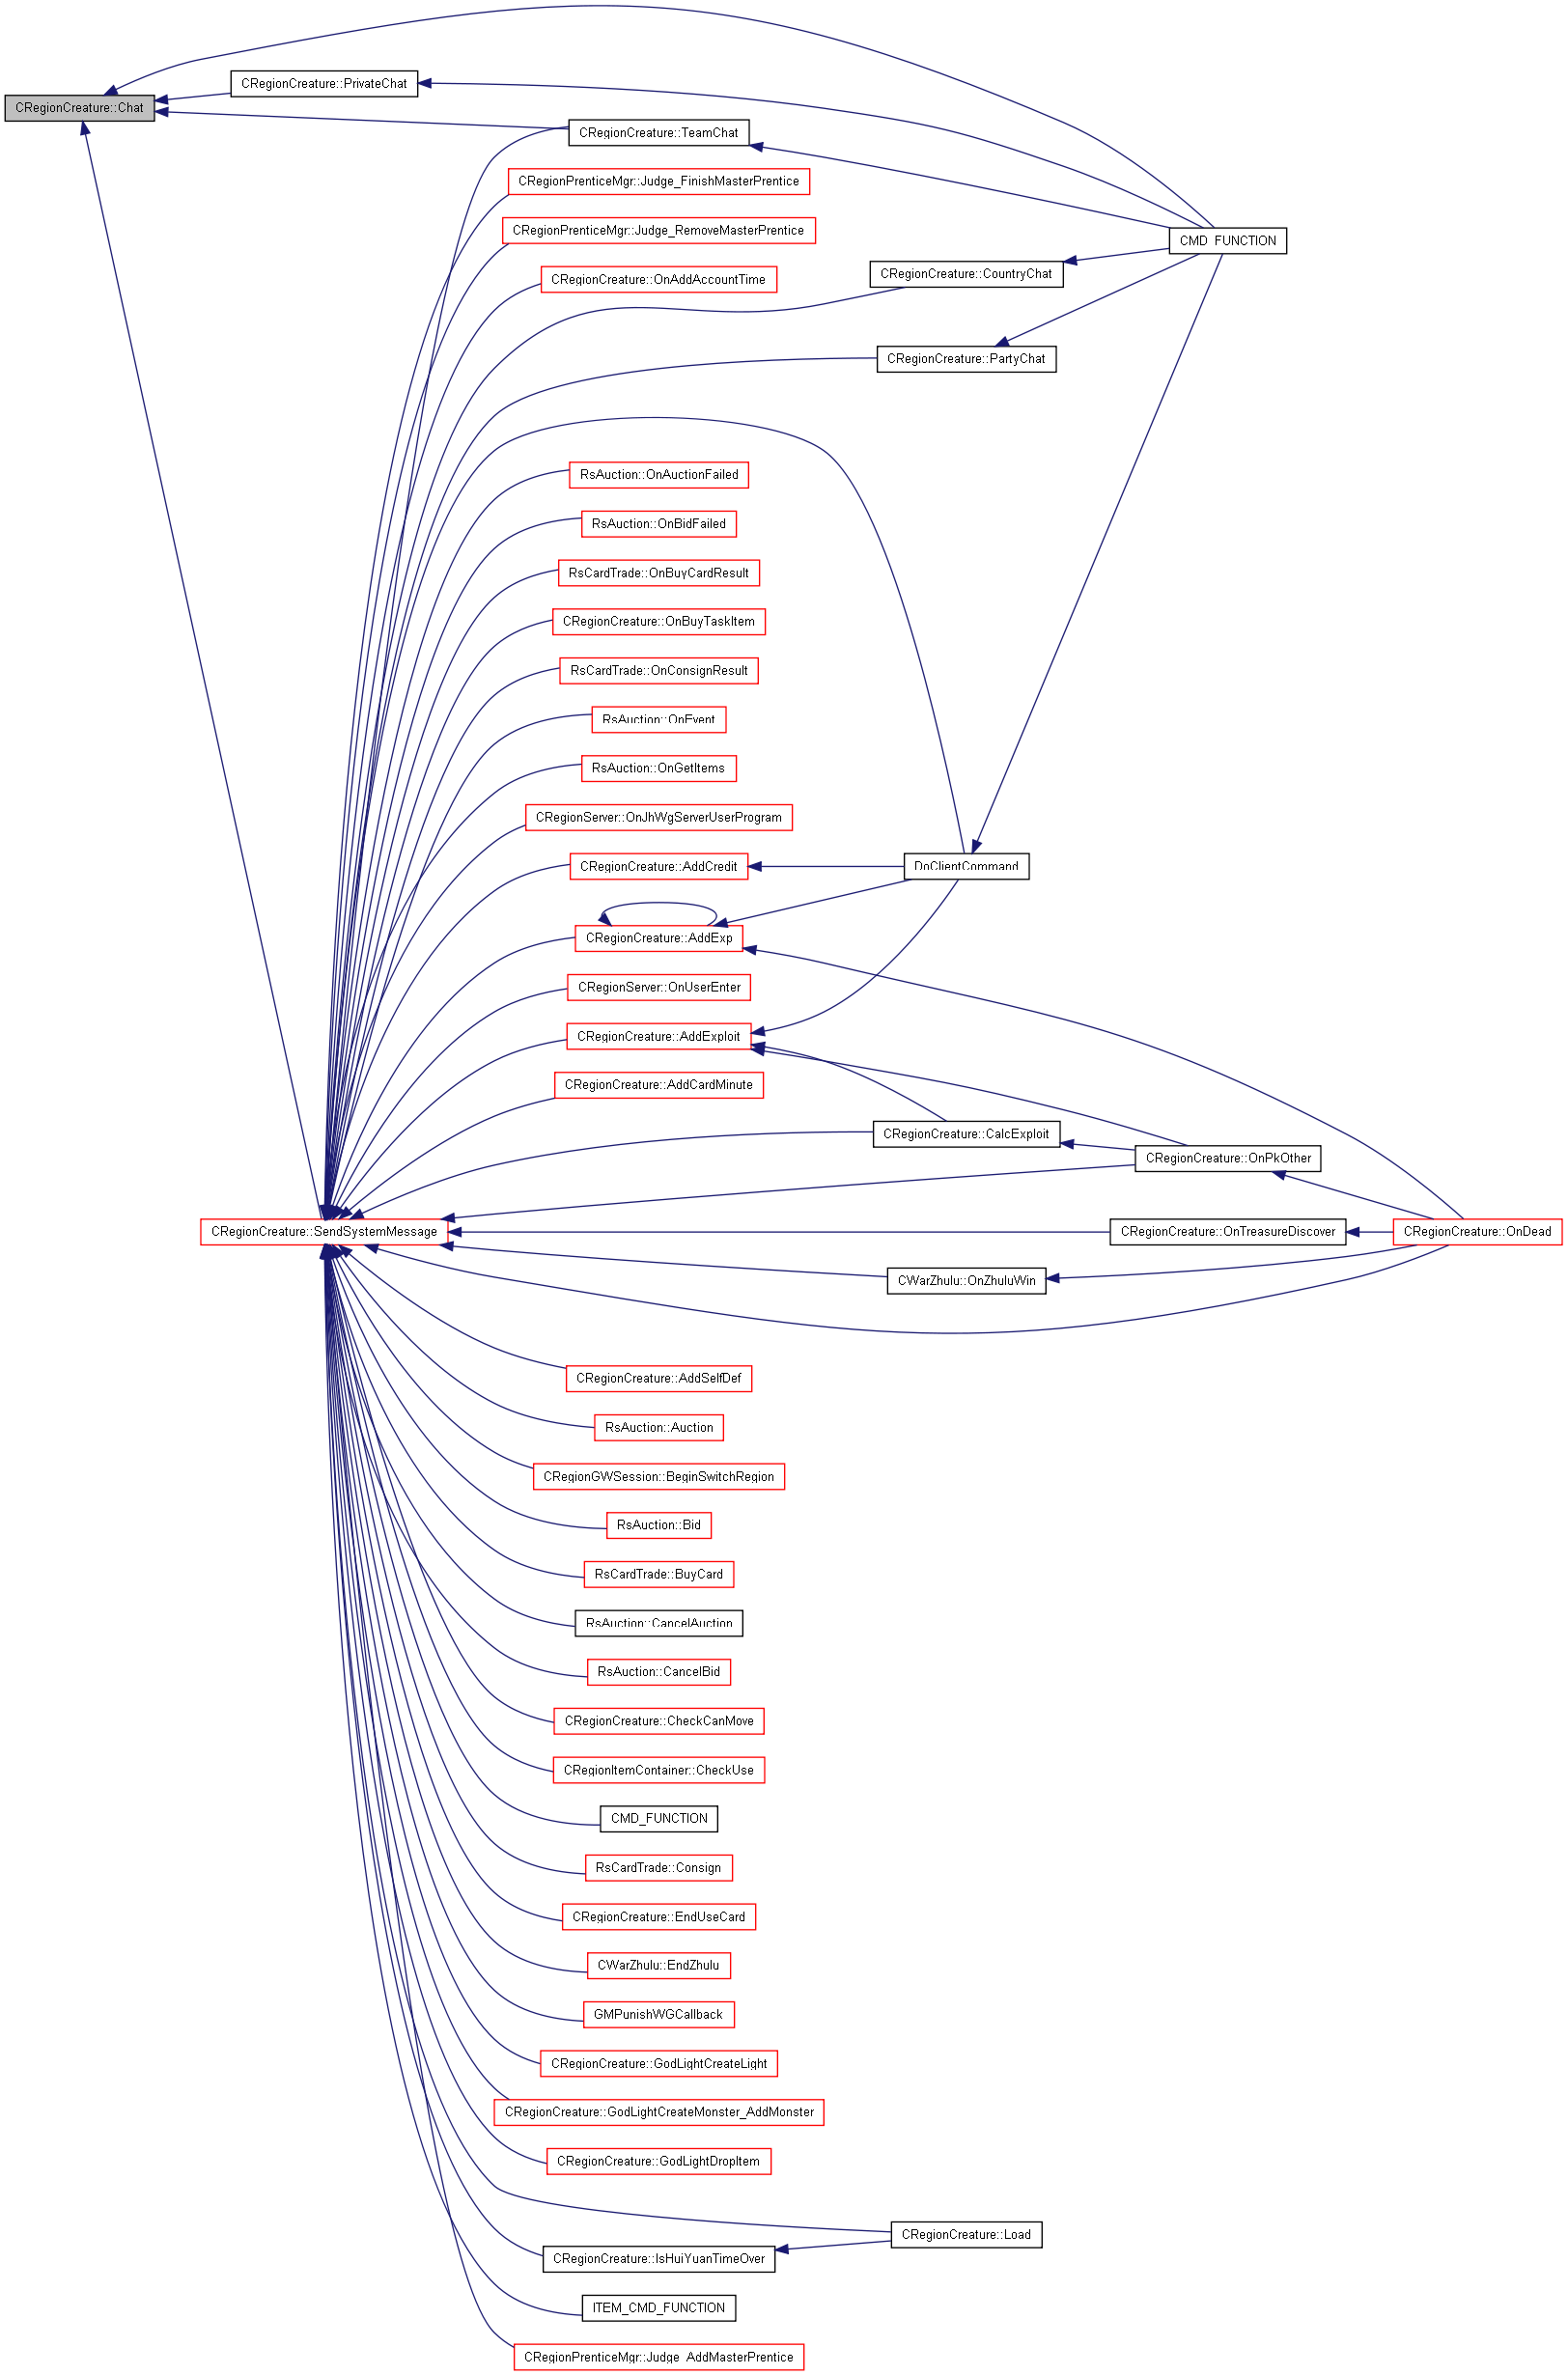 CRegionCreature::PrivateChat
CRegionCreature::Chat
CRegionCreature::TeamChat
CRegionPrenticeMgr::Judge_FinishMasterPrentice
CRegionPrenticeMgr::Judge_RemoveMasterPrentice
CMD_FUNCTION
CRegionCreature::OnAddAccountTime
CRegionCreature::CountryChat
CRegionCreature::PartyChat
RsAuction::OnAuctionFailed
RsAuction::OnBidFailed
RsCardTrade::OnBuyCardResult
CRegionCreature::OnBuyTaskItem
RsCardTrade::OnConsignResult
RsAuction::OnEvent
RsAuction::OnGetItems
CRegionServer::OnJhWgServerUserProgram
CRegionCreature::AddCredit
DoClientCommand
CRegionCreature::AddExp
CRegionServer::OnUserEnter
CRegionCreature::AddExploit
CRegionCreature::AddCardMinute
CRegionCreature::CalcExploit
CRegionCreature::OnPkOther
CRegionCreature::SendSystemMessage
CRegionCreature::OnTreasureDiscover
CRegionCreature::OnDead
CWarZhulu::OnZhuluWin
CRegionCreature::AddSelfDef
RsAuction::Auction
CRegionGWSession::BeginSwitchRegion
RsAuction::Bid
RsCardTrade::BuyCard
RsAuction::CancelAuction
RsAuction::CancelBid
CRegionCreature::CheckCanMove
CRegionItemContainer::CheckUse
CMD_FUNCTION
RsCardTrade::Consign
CRegionCreature::EndUseCard
CWarZhulu::EndZhulu
GMPunishWGCallback
CRegionCreature::GodLightCreateLight
CRegionCreature::GodLightCreateMonster_AddMonster
CRegionCreature::GodLightDropItem
CRegionCreature::Load
CRegionCreature::IsHuiYuanTimeOver
ITEM_CMD_FUNCTION
CRegionPrenticeMgr::Judge_AddMasterPrentice